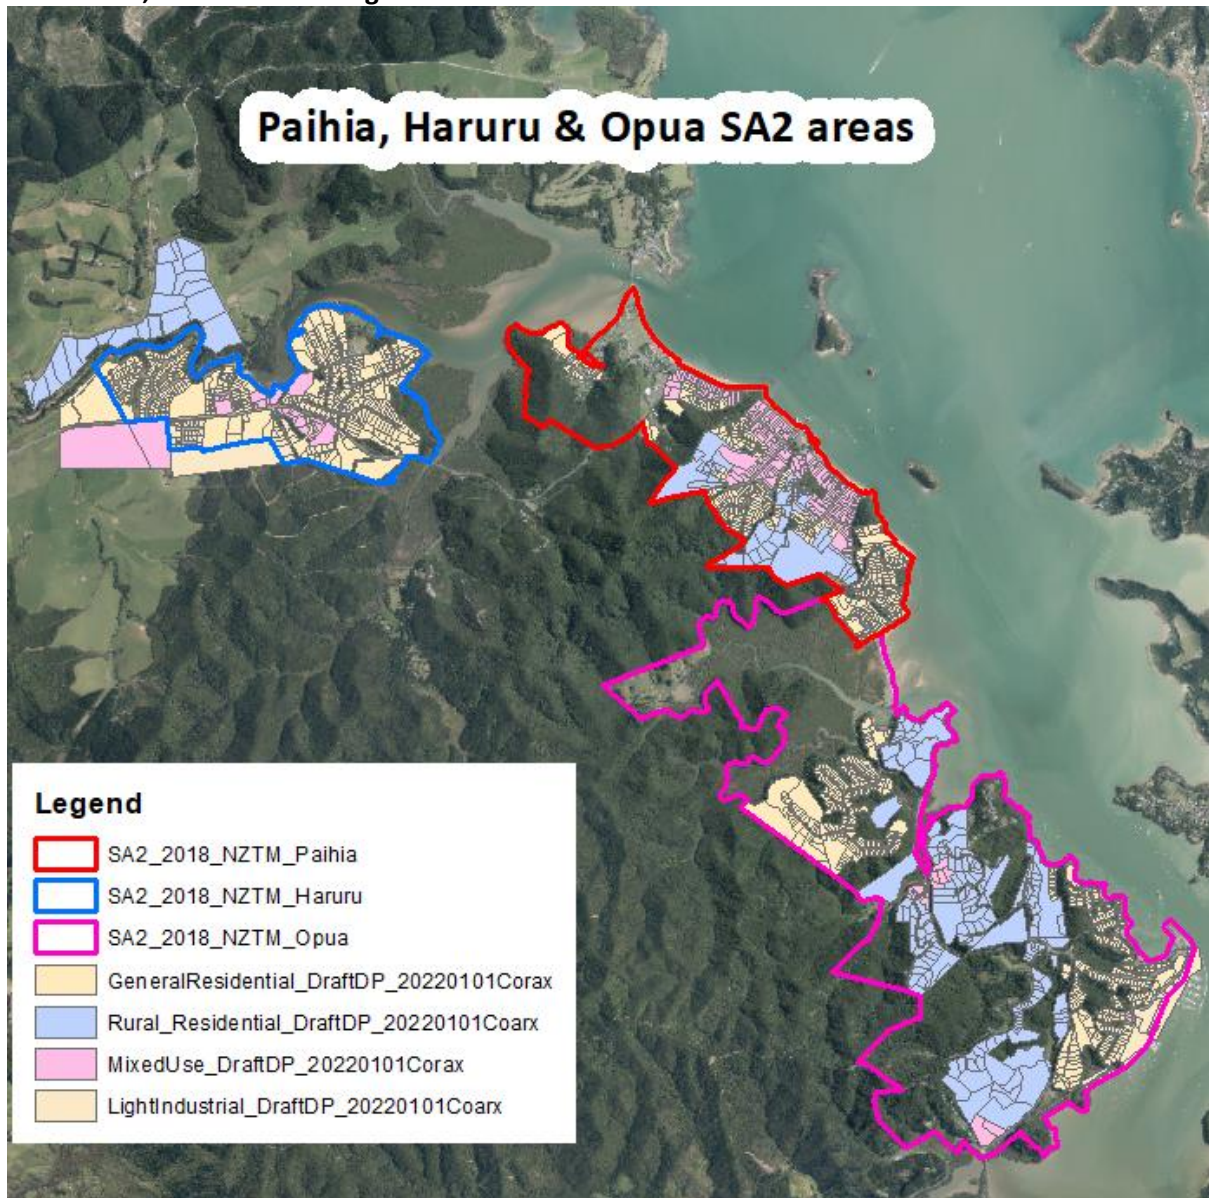 Paihia, Haruru & Opua SA2 areas
Legend
SA2_2018_NZTM_Paihia
SA2_2018_NZTM_Haruru
SA2_2018_NZTM_Opua
GeneralResidential_DraftDP_20220101Corax
Rural_Residential_DraftDP_20220101Coarx
MixedUse_DraftDP_20220101Corax
LightIndustrial_DraftDP_20220101Coarx